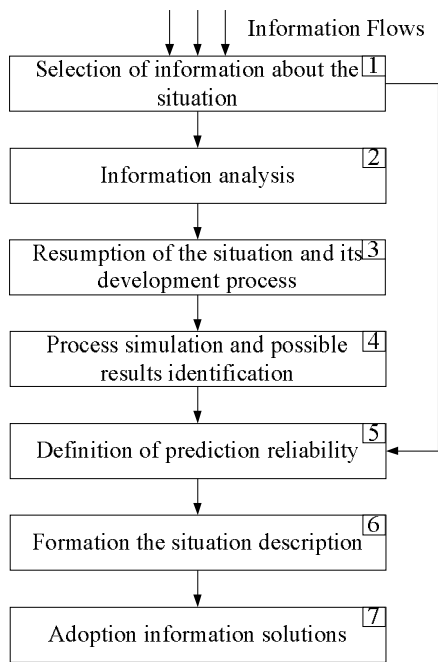 Information Flows
1
Selection of information about the
situation
2
Information analysis
3
Resumption of the situation and its
development process
4
Process simulation and possible
results identification
5
Definition of prediction reliability
6
Formation the situation description
7
Adoption information solutions